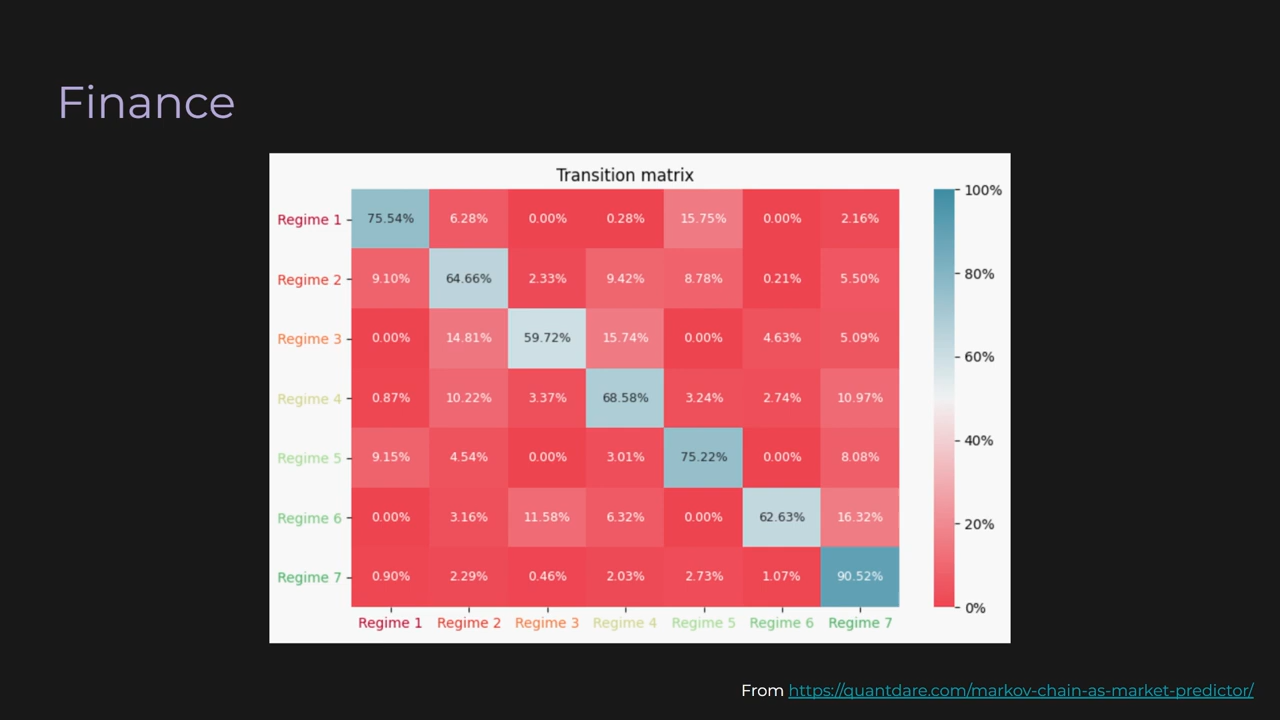 Finance
Transition matrix
Regime 1 75.54% 6.28% 0.00% 0.28% 15.75% 0.00% 2.16%
Regime 2 9.10% 64.66% 2.33% 9.42% 8.78% 0.21% 5.50%
Regime 3 0.00% 14.81% 59.72% 15.74% 0.00% 4.63% 5.09%
Regime 4 0.87% 10.22% 3.37% 68.58% 3.24% 2.74% 10.97%
Regime 5 9.15% 4.54% 0.00% 3.01% 75.22% 0.00% 8.08%
Regime 6 0.00% 3.16% 11.58% 6.32% 0.00% 62.63% 16.32%
Regime 7 0.90% 2.29% 0.46% 2.03% 2.73% 1.07% 90.52%
Regime 1 Regime 2 Regime 3 Regime 4 Regime 5 Regime 6 Regime 7
100%
80%
60%
40%
20%
0%
From https://quantdare.com/markov-chain-as-market-predictor/